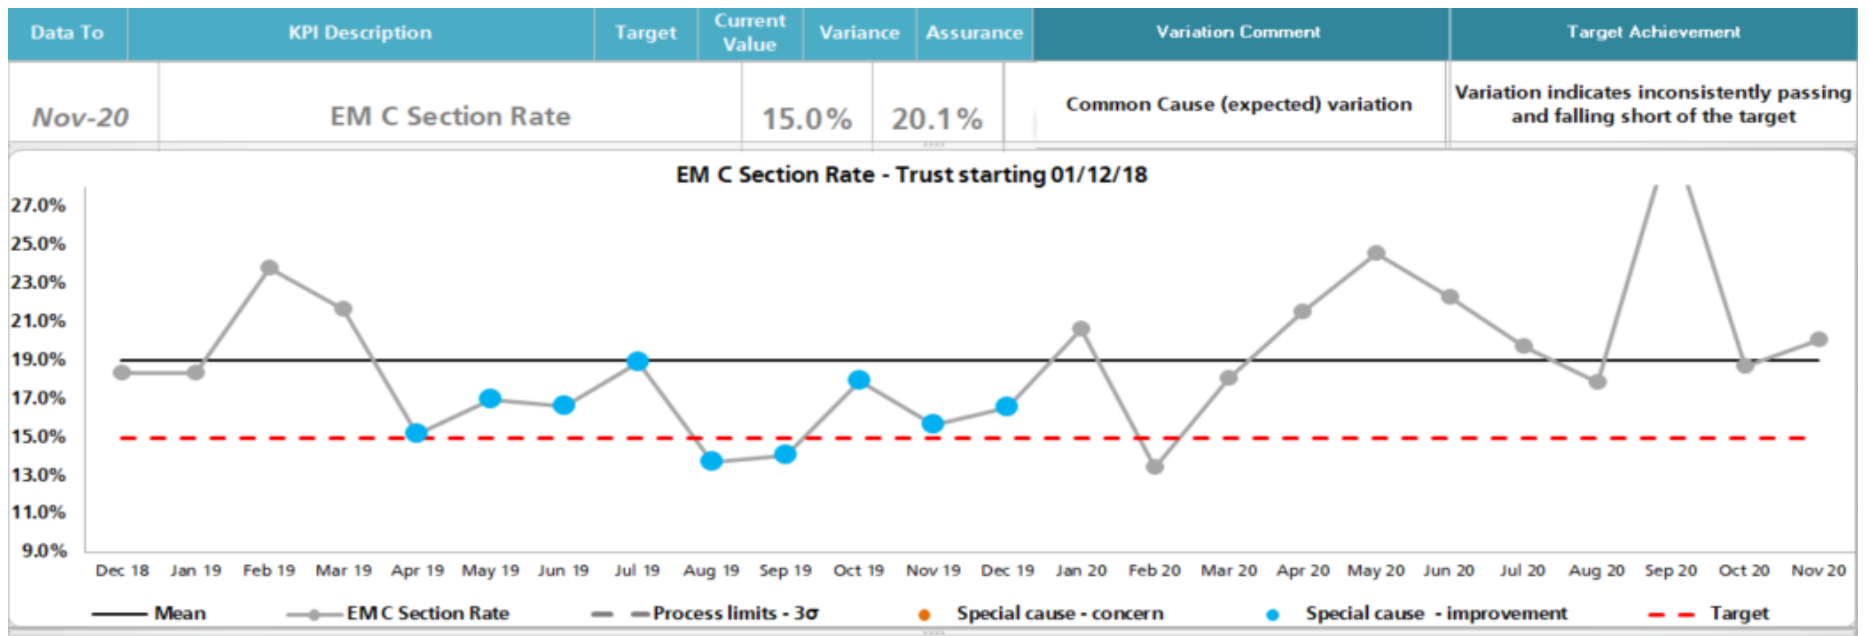 Data To KPI Description Target Current Value Variance Assurance Variation Comment Target Achievement
Nov-20 EM C Section Rate 15.0% 20.1% Common Cause (expected) variation Variation indicates inconsistently passing
and falling short of the target
EM C Section Rate - Trust starting 01/12/18
27.0%
25.0%
23.0%
21.0%
19.0%
17.0%
15.0%
13.0%
11.0%
9.0%
Dec 18 Jan 19 Feb 19 Mar 19 Apr 19 May 19 Jun 19 Jul 19 Aug 19 Sep 19 Oct 19 Nov 19 Dec 19 Jan 20 Feb 20 Mar 20 Apr 20 May 20 Jun 20 Jul 20 Aug 20 Sep 20 Oct 20 Nov 20
Mean EM C Section Rate Process limits - 3σ Special cause - concern Special cause - improvement Target